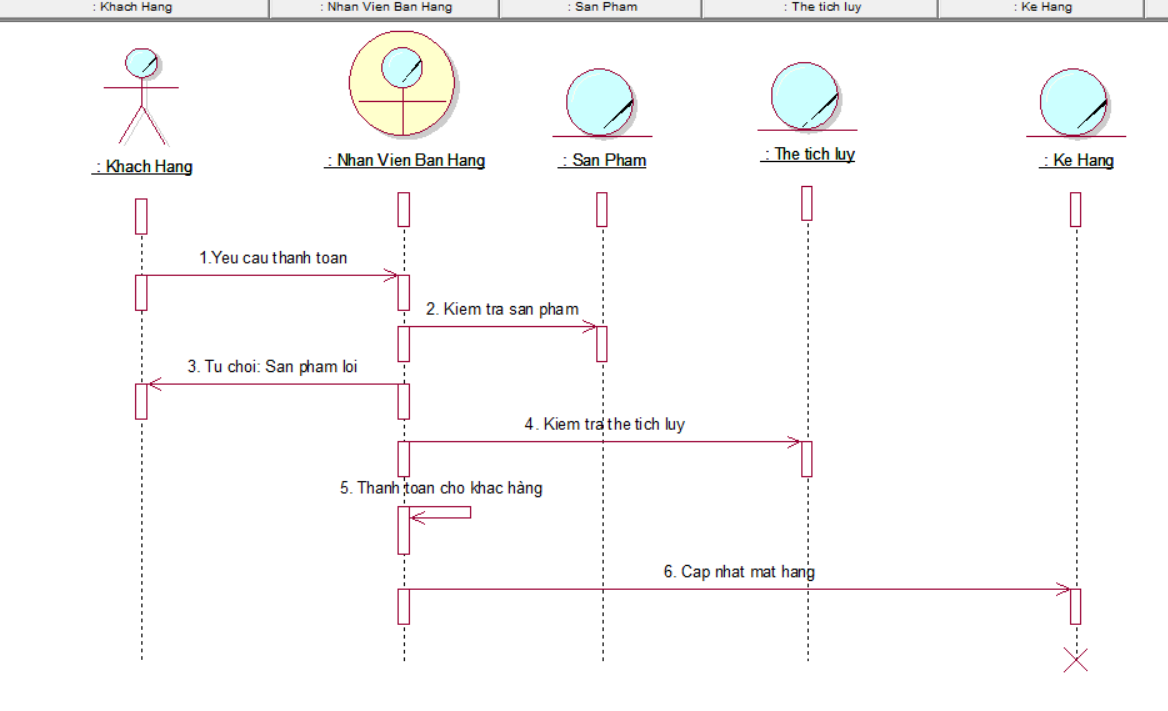 : Khach Hang
: Nhan Vien Ban Hang
: San Pham
: The tich luy
: Ke Hang
: Khach Hang
: Nhan Vien Ban Hang
: San Pham
: The tich luy
: Ke Hang
1.Yeu cau thanh toan
2. Kiem tra san pham
3. Tu choi: San pham loi
4. Kiem tra the tich luy
5. Thanh toan cho khac hàng
6. Cap nhat mat hang